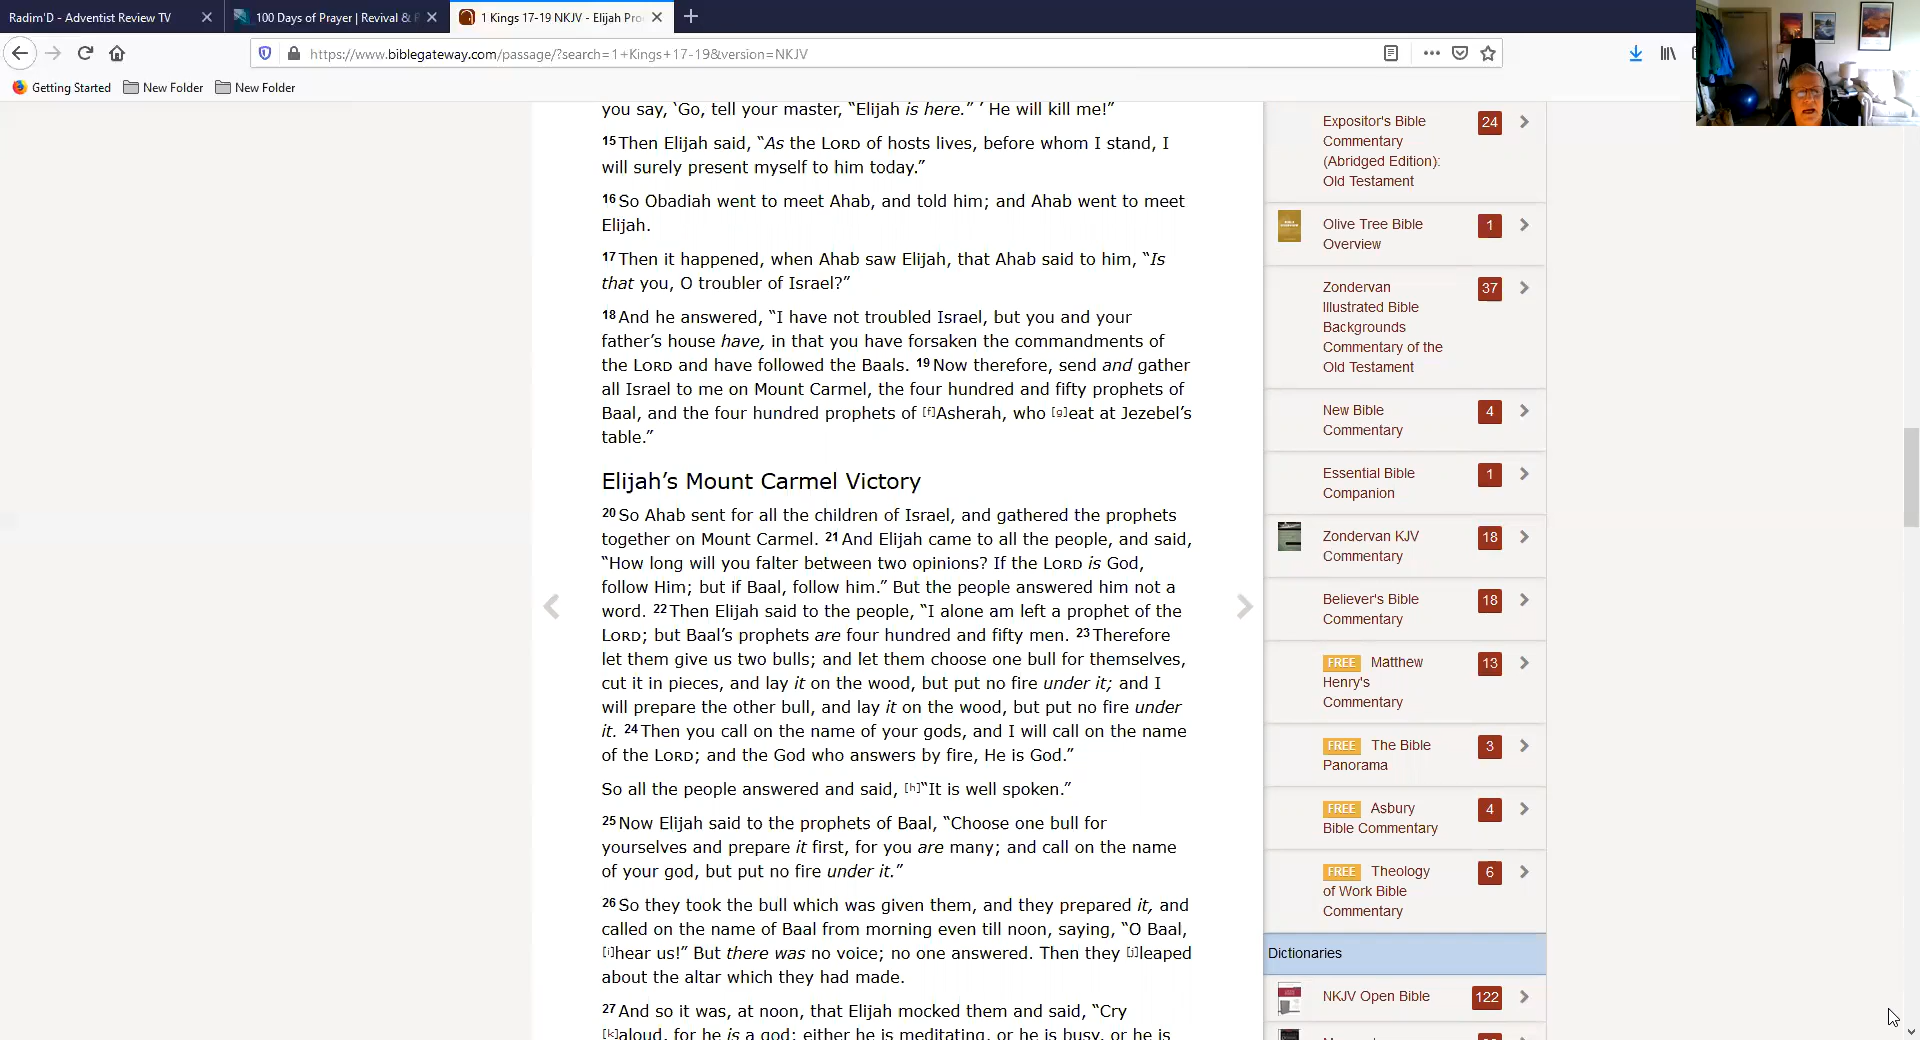 Radim'D - Adventist Review TV
100 Days of Prayer | Revival &
1 Kings 17-19 NKJV - Elijah Pro
https://www.biblegateway.com/passage/?search=1+Kings+17-19&version=NKJV
Getting Started
New Folder
New Folder
you say, ‘Go, tell your master, “Elijah is here.” ’ He will kill me!”
15 Then Elijah said, “As the LORD of hosts lives, before whom I stand, I
will surely present myself to him today.”
16 So Obadiah went to meet Ahab, and told him; and Ahab went to meet
Elijah.
17 Then it happened, when Ahab saw Elijah, that Ahab said to him, “Is
that you, O troubler of Israel?”
18 And he answered, “I have not troubled Israel, but you and your
father’s house have, in that you have forsaken the commandments of
the LORD and have followed the Baals. 19 Now therefore, send and gather
all Israel to me on Mount Carmel, the four hundred and fifty prophets of
Baal, and the four hundred prophets of [f]Asherah, who [g]eat at Jezebel’s
table.”
Elijah’s Mount Carmel Victory
20 So Ahab sent for all the children of Israel, and gathered the prophets
together on Mount Carmel. 21 And Elijah came to all the people, and said,
“How long will you falter between two opinions? If the LORD is God,
follow Him; but if Baal, follow him.” But the people answered him not a
word. 22 Then Elijah said to the people, “I alone am left a prophet of the
LORD; but Baal’s prophets are four hundred and fifty men. 23 Therefore
let them give us two bulls; and let them choose one bull for themselves,
cut it in pieces, and lay it on the wood, but put no fire under it; and I
will prepare the other bull, and lay it on the wood, but put no fire under
it. 24 Then you call on the name of your gods, and I will call on the name
of the LORD; and the God who answers by fire, He is God.”
So all the people answered and said, [h]“It is well spoken.”
25 Now Elijah said to the prophets of Baal, “Choose one bull for
yourselves and prepare it first, for you are many; and call on the name
of your god, but put no fire under it.”
26 So they took the bull which was given them, and they prepared it, and
called on the name of Baal from morning even till noon, saying, “O Baal,
[i]hear us!” But there was no voice; no one answered. Then they [j]leaped
about the altar which they had made.
27 And so it was, at noon, that Elijah mocked them and said, “Cry
[k]aloud, for he is a god; either he is meditating, or he is busy, or he is
Expositor's Bible
Commentary
(Abridged Edition):
Old Testament
24
Olive Tree Bible
Overview
1
Zondervan
Illustrated Bible
Backgrounds
Commentary of the
Old Testament
37
New Bible
Commentary
4
Essential Bible
Companion
1
Zondervan KJV
Commentary
18
Believer's Bible
Commentary
18
FREE Matthew
Henry's
Commentary
13
FREE The Bible
Panorama
3
FREE Asbury
Bible Commentary
4
FREE Theology
of Work Bible
Commentary
6
Dictionaries
NKJV Open Bible
122